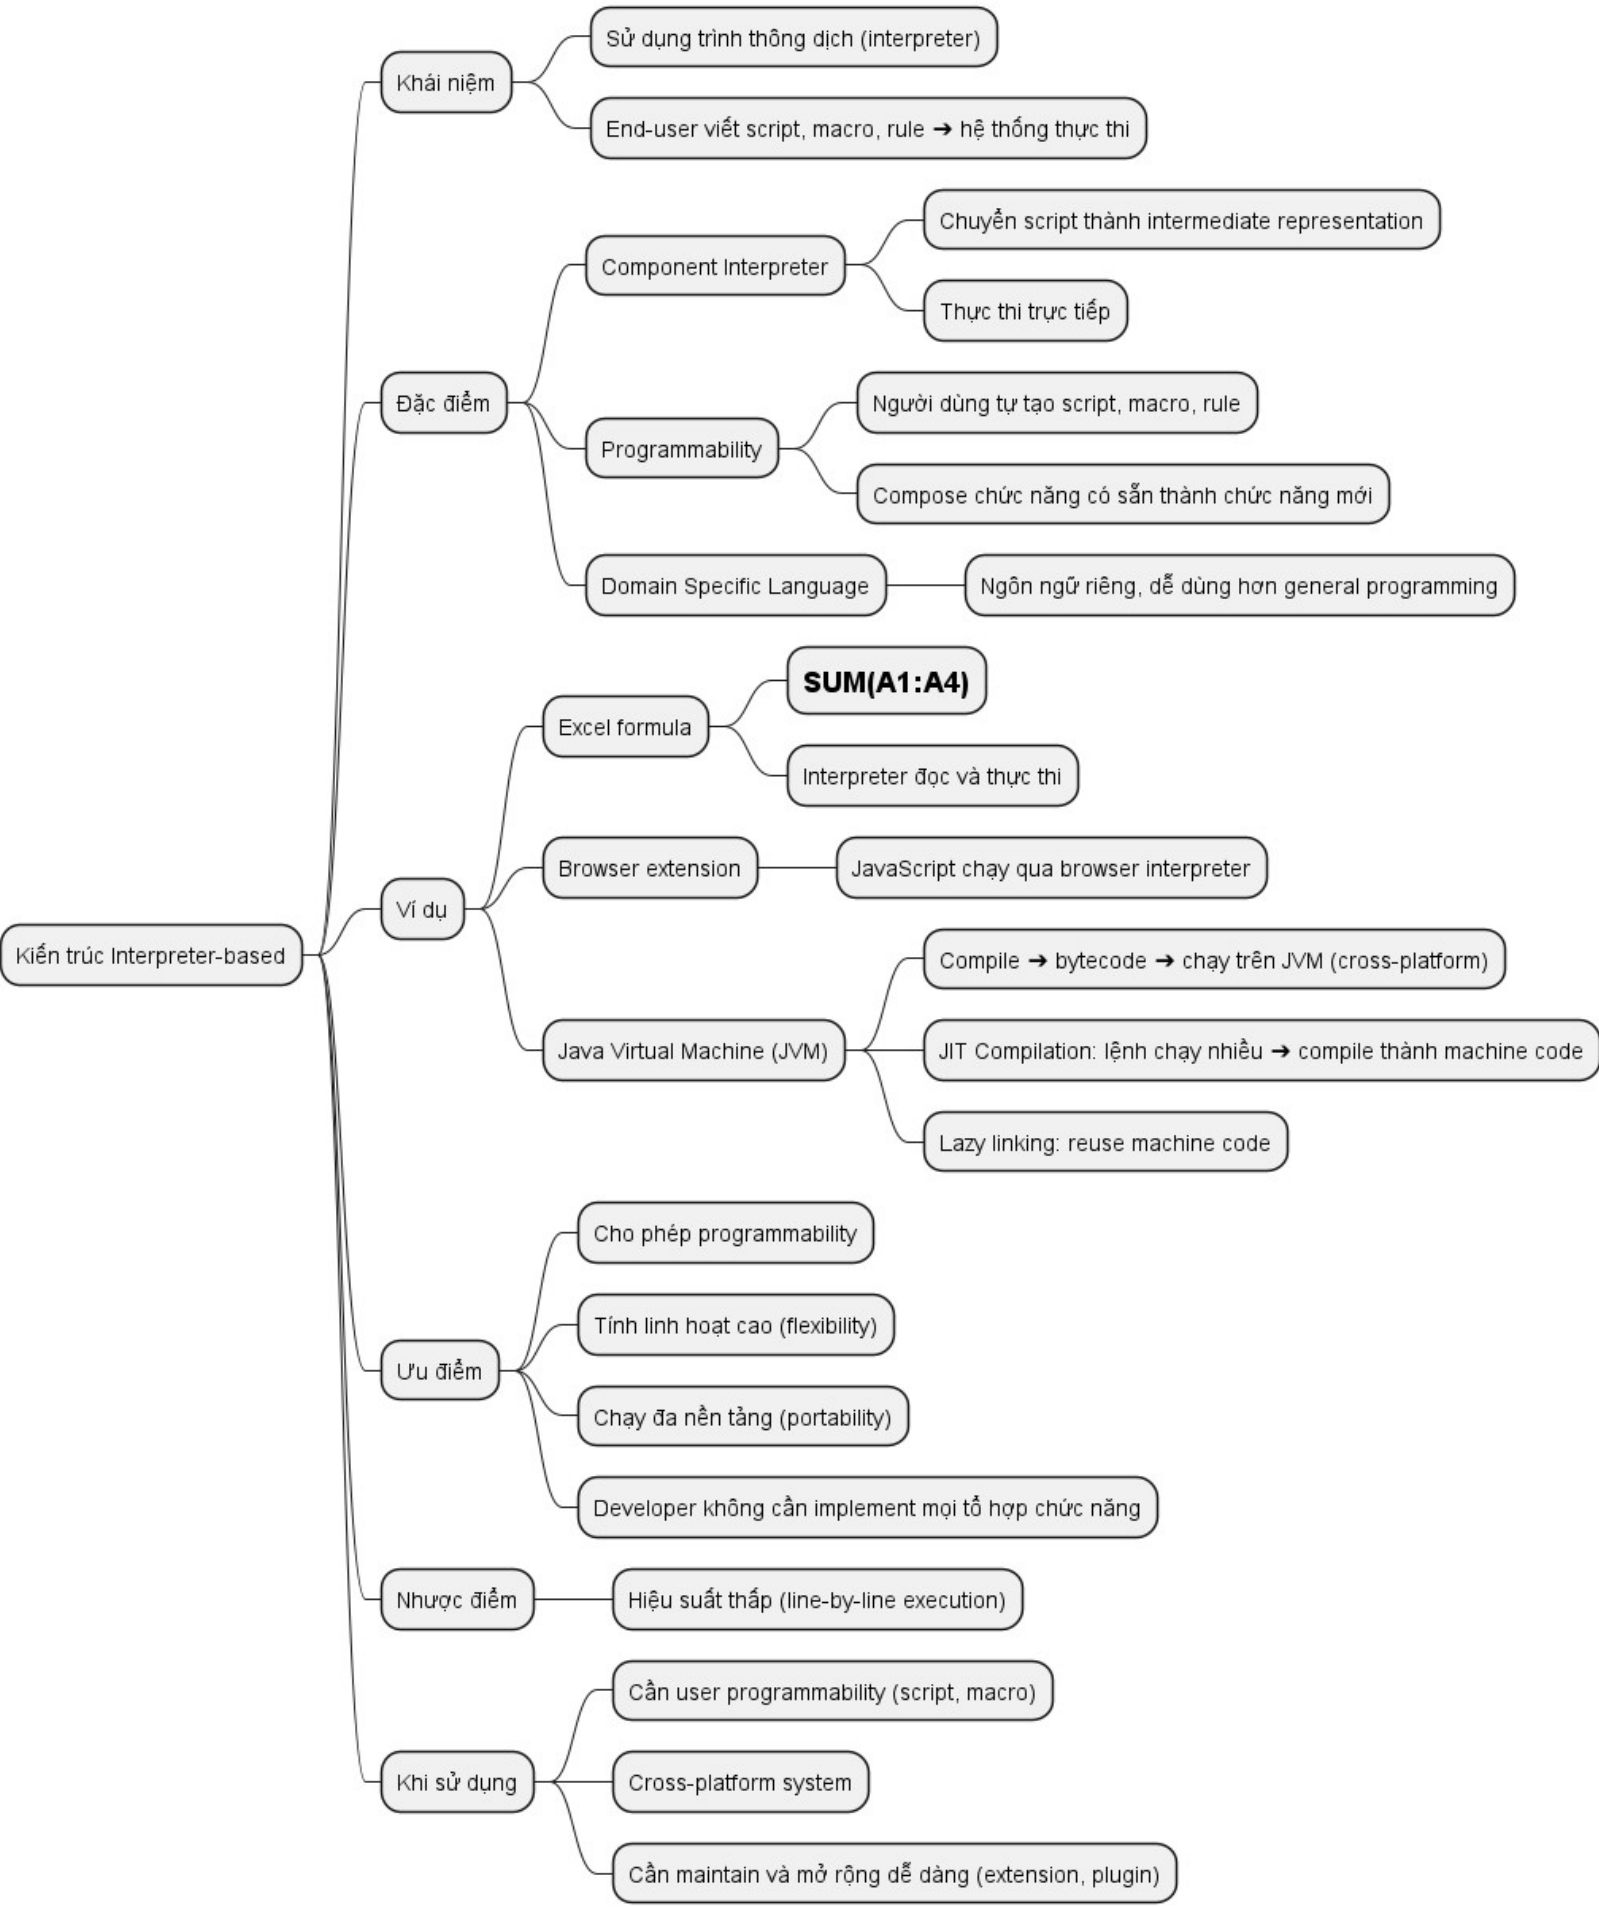 Sử dụng trình thông dịch (interpreter)
Khái niệm
End-user viết script, macro, rule ➔ hệ thống thực thi
Chuyển script thành intermediate representation
Component Interpreter
Thực thi trực tiếp
Đặc điểm
Người dùng tự tạo script, macro, rule
Programmability
Compose chức năng có sẵn thành chức năng mới
Domain Specific Language
Ngôn ngữ riêng, dễ dùng hơn general programming
SUM(A1:A4)
Excel formula
Interpreter đọc và thực thi
Browser extension
JavaScript chạy qua browser interpreter
Ví dụ
Kiến trúc Interpreter-based
Compile ➔ bytecode ➔ chạy trên JVM (cross-platform)
Java Virtual Machine (JVM)
JIT Compilation: lệnh chạy nhiều ➔ compile thành machine code
Lazy linking: reuse machine code
Cho phép programmability
Tính linh hoạt cao (flexibility)
Ưu điểm
Chạy đa nền tảng (portability)
Developer không cần implement mọi tổ hợp chức năng
Nhược điểm
Hiệu suất thấp (line-by-line execution)
Cần user programmability (script, macro)
Khi sử dụng
Cross-platform system
Cần maintain và mở rộng dễ dàng (extension, plugin)